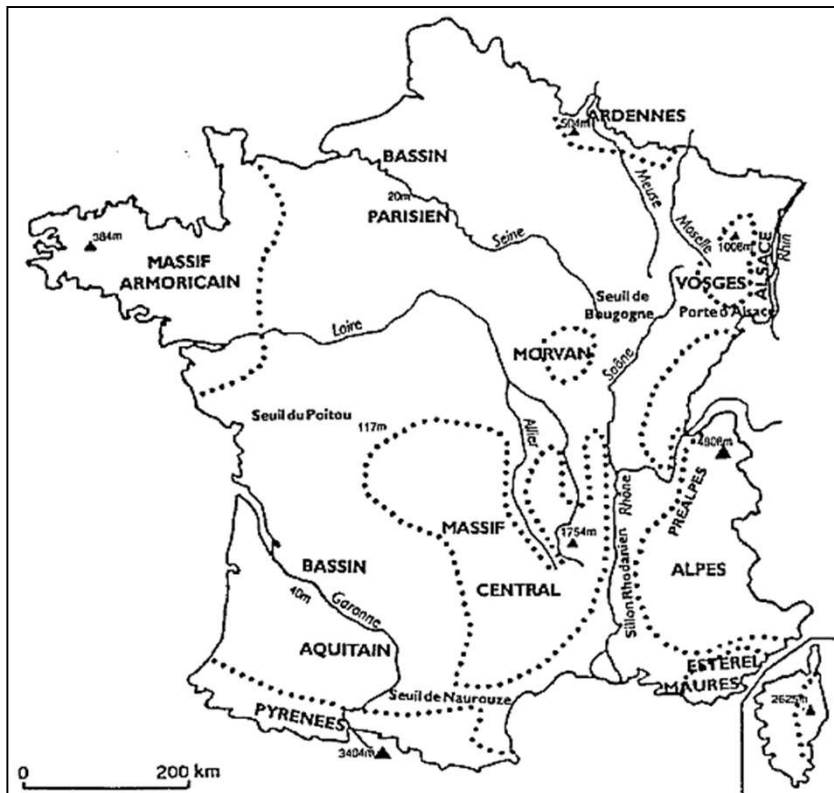 ARDENNES
504m
BASSIN
20m
PARISIEN
Meuse
Moselle
384m
Seine
1008m
ALSACE
Rhin
MASSIF
ARMORICAIN
VOSGES
Seuil de
Bougogne
Porte d'Alsace
Loire
MORVAN
Saône
Seuil du Poitou
117m
Allier
4808m
PREALPES
MASSIF
1754m
Rhône
Sillon Rhodanien
BASSIN
ALPES
40m
Garonne
CENTRAL
AQUITAIN
ESTEREL
MAURES
Seuil de Naurouze
PYRENEES
2625m
3404m
0 200 km